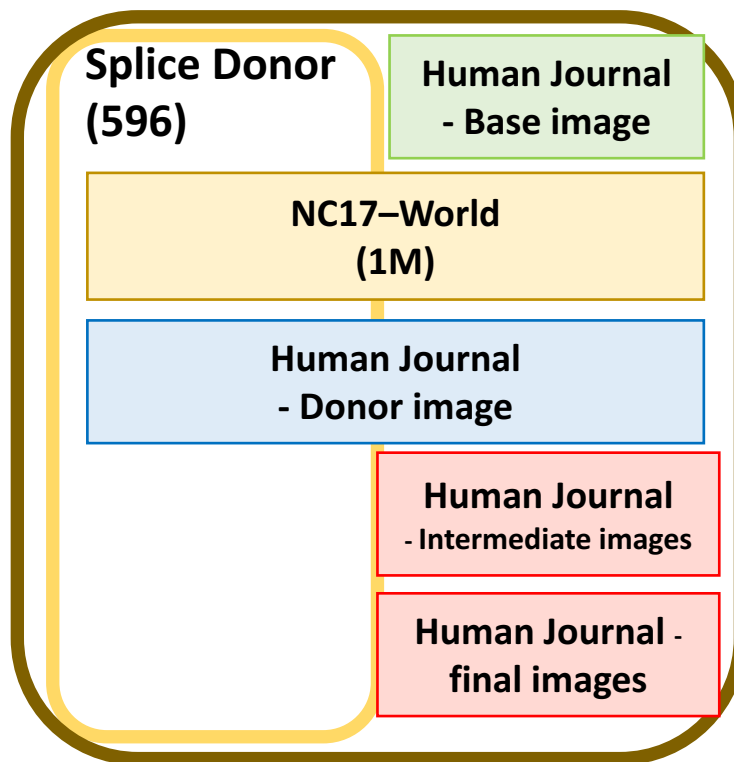 Splice Donor
(596)
Human Journal
- Base image
NC17–World
(1M)
Human Journal
- Donor image
Human Journal
- Intermediate images
Human Journal -
final images